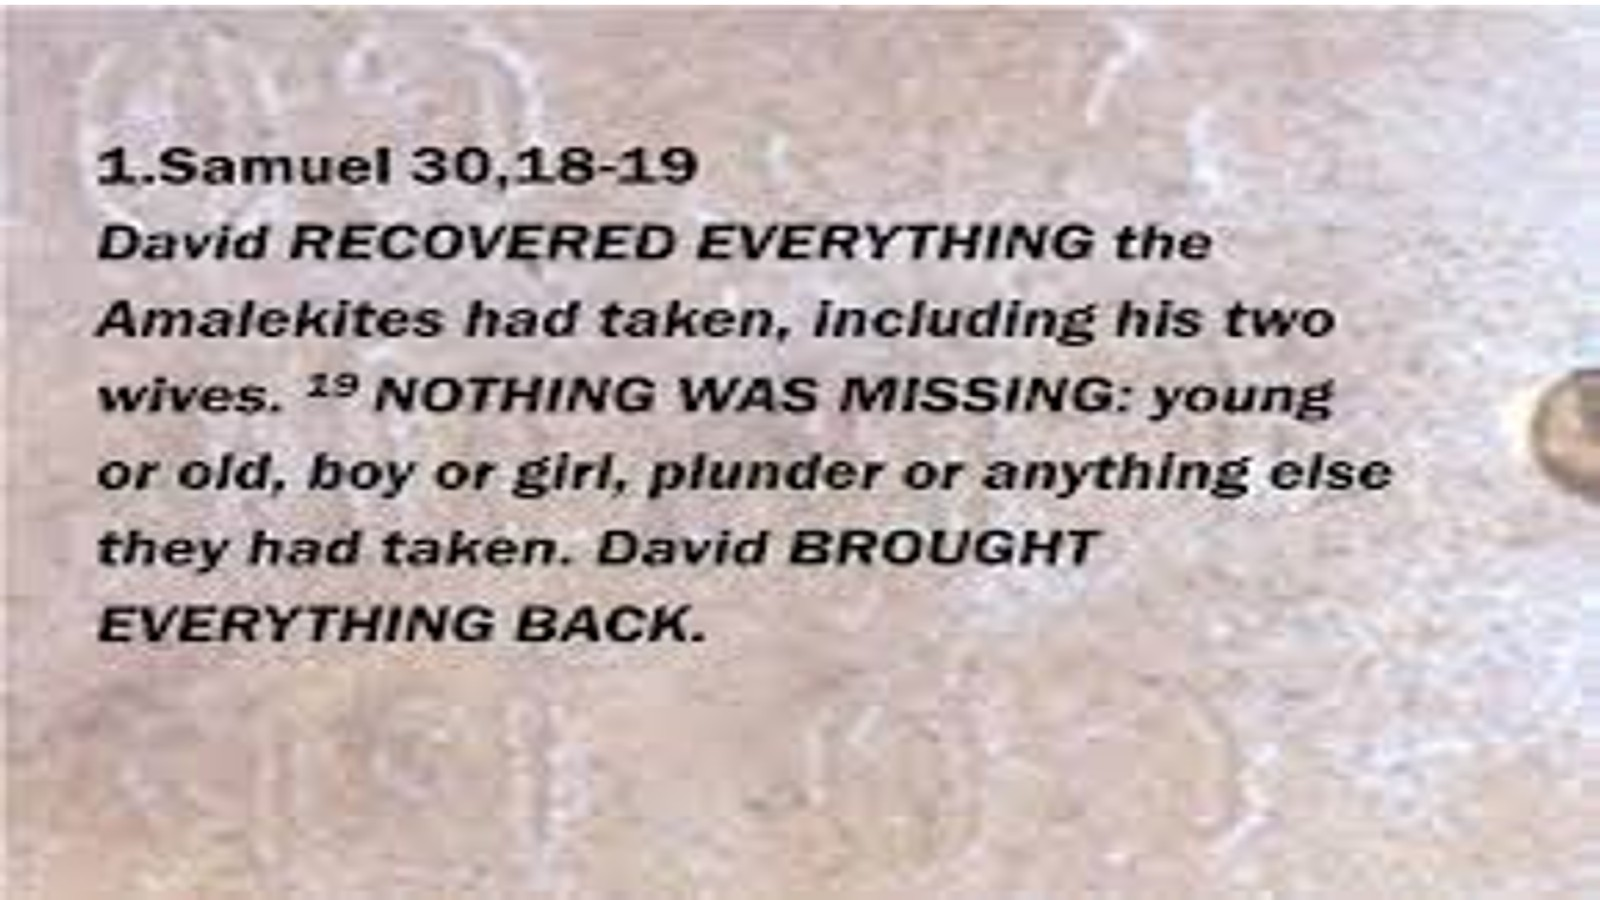 1.Samuel 30,18-19
David RECOVERED EVERYTHING the
Amalekites had taken, including his two
wives. ¹⁹ NOTHING WAS MISSING: young
or old, boy or girl, plunder or anything else
they had taken. David BROUGHT
EVERYTHING BACK.